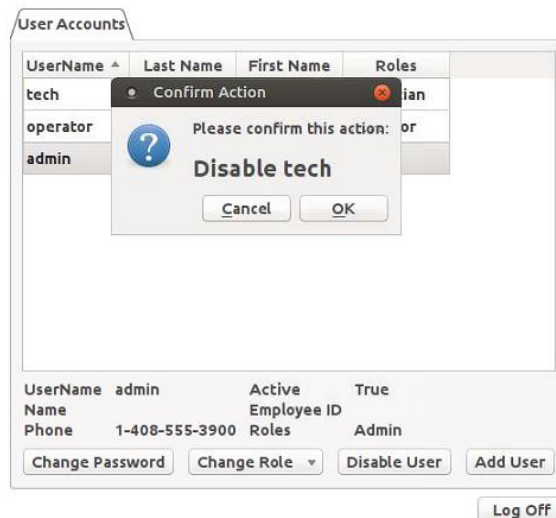 User Accounts
UserName Last Name First Name Roles
tech ian
Confirm Action
operator or
Please confirm this action:
admin
Disable tech
Cancel OK
UserName admin Active True
Name Employee ID
Phone 1-408-555-3900 Roles Admin
Change Password Change Role Disable User Add User
Log Off